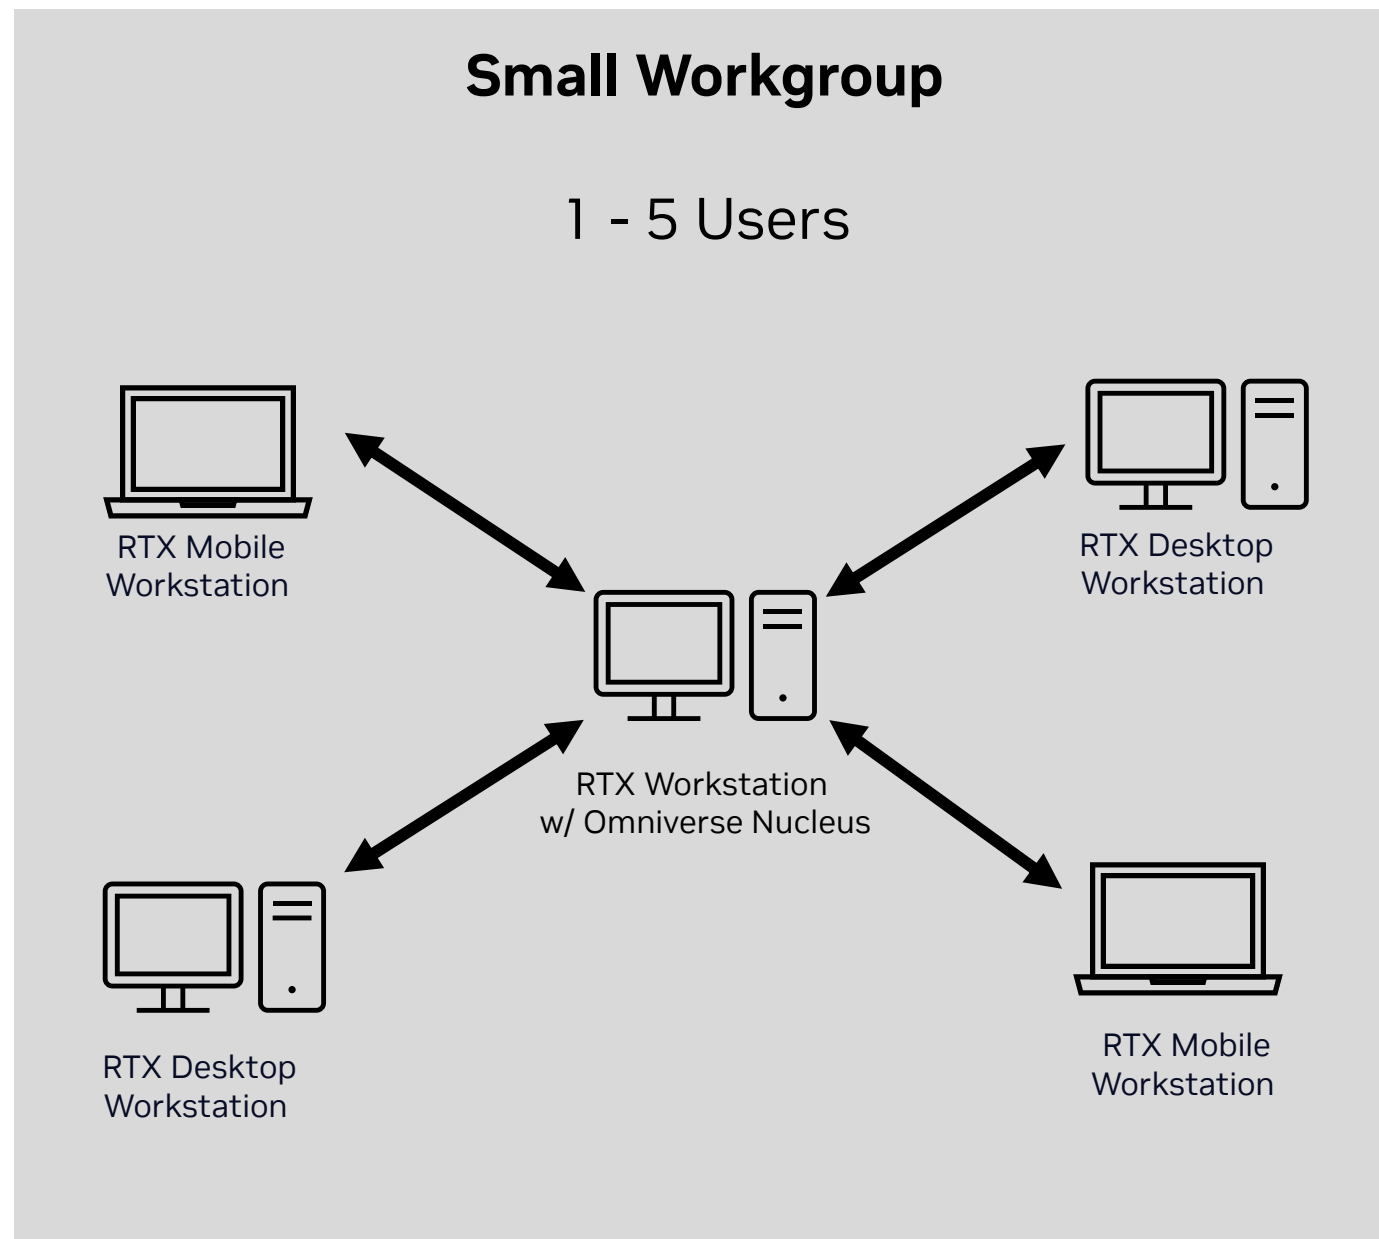 Small Workgroup
1 - 5 Users
RTX Mobile
Workstation
RTX Desktop
Workstation
RTX Workstation
w/ Omniverse Nucleus
RTX Desktop
Workstation
RTX Mobile
Workstation